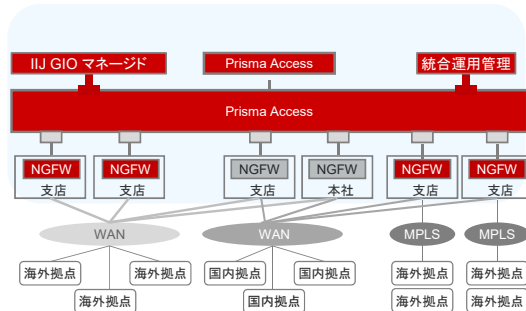 IIJ GIO マネージド
Prisma Access
統合運用管理
Prisma Access
NGFW
支店
NGFW
支店
NGFW
支店
NGFW
本社
NGFW
支店
NGFW
支店
WAN
WAN
MPLS
MPLS
海外拠点
海外拠点
海外拠点
国内拠点
国内拠点
国内拠点
海外拠点
海外拠点
海外拠点
海外拠点